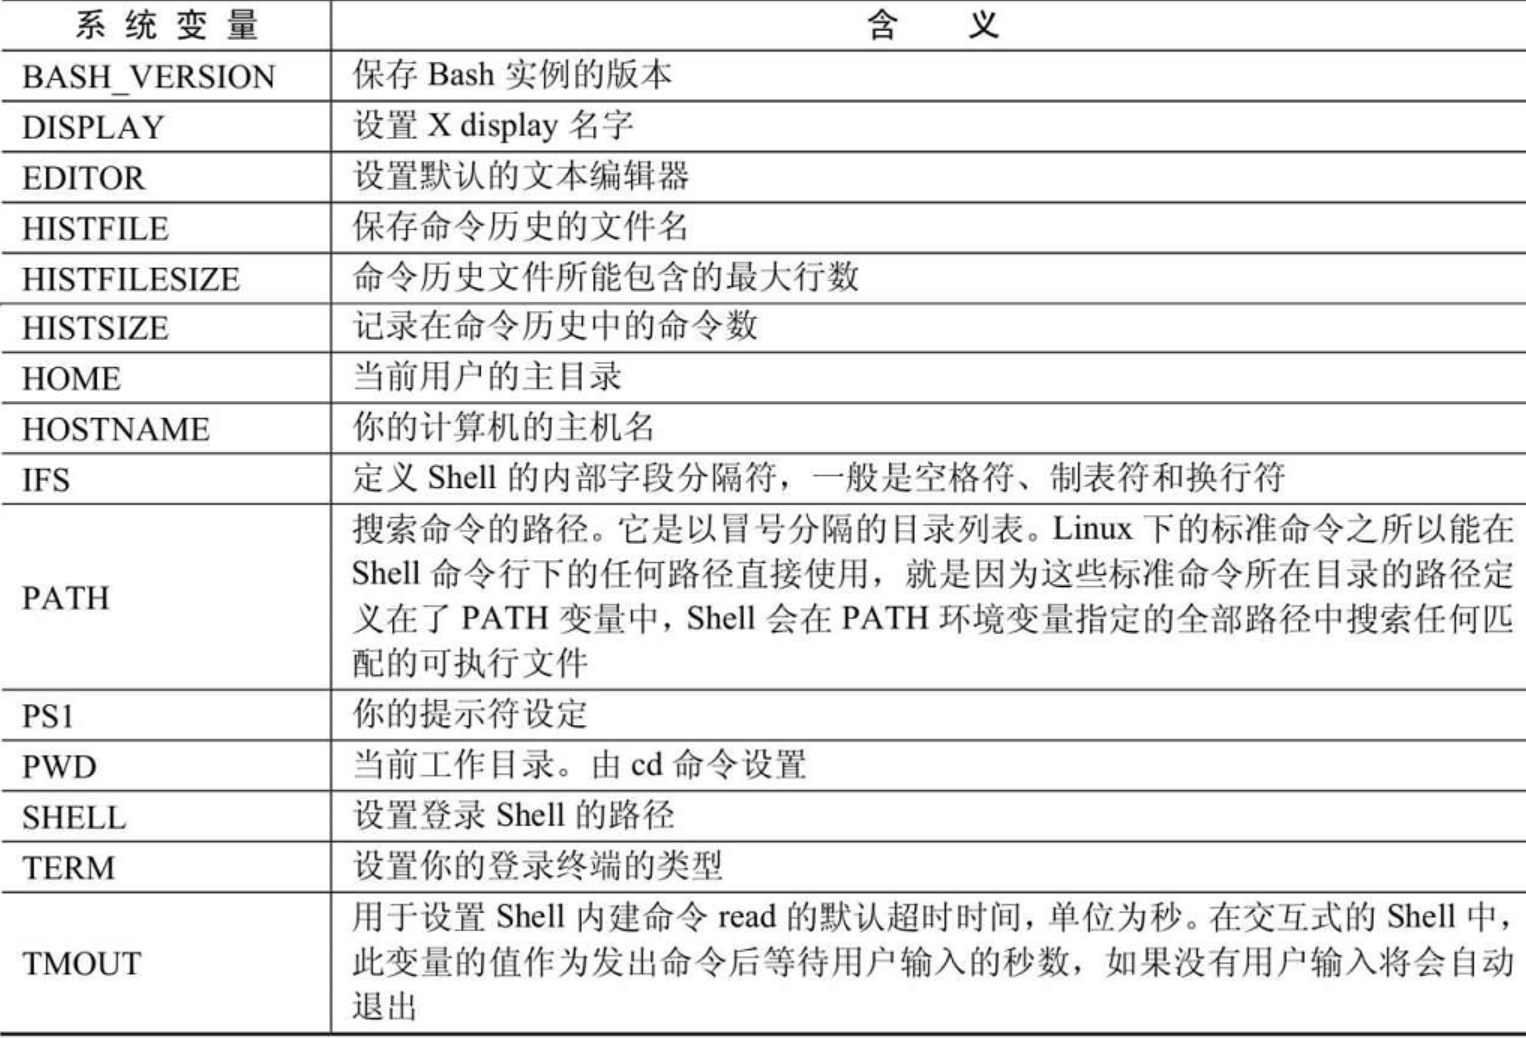 系统变量 含义
BASH_VERSION 保存 Bash 实例的版本
DISPLAY 设置 X display 名字
EDITOR 设置默认的文本编辑器
HISTFILE 保存命令历史的文件名
HISTFILESIZE 命令历史文件所能包含的最大行数
HISTSIZE 记录在命令历史中的命令数
HOME 当前用户的主目录
HOSTNAME 你的计算机的主机名
IFS 定义 Shell 的内部字段分隔符，一般是空格符、制表符和换行符
PATH
搜索命令的路径。它是以冒号分隔的目录列表。Linux 下的标准命令之所以能在
Shell 命令行下的任何路径直接使用，就是因为这些标准命令所在目录的路径定
义在了 PATH 变量中，Shell 会在 PATH 环境变量指定的全部路径中搜索任何匹
配的可执行文件
PS1 你的提示符设定
PWD 当前工作目录。由 cd 命令设置
SHELL 设置登录 Shell 的路径
TERM 设置你的登录终端的类型
TMOUT
用于设置 Shell 内建命令 read 的默认超时时间，单位为秒。在交互式的 Shell 中，
此变量的值作为发出命令后等待用户输入的秒数，如果没有用户输入将会自动
退出